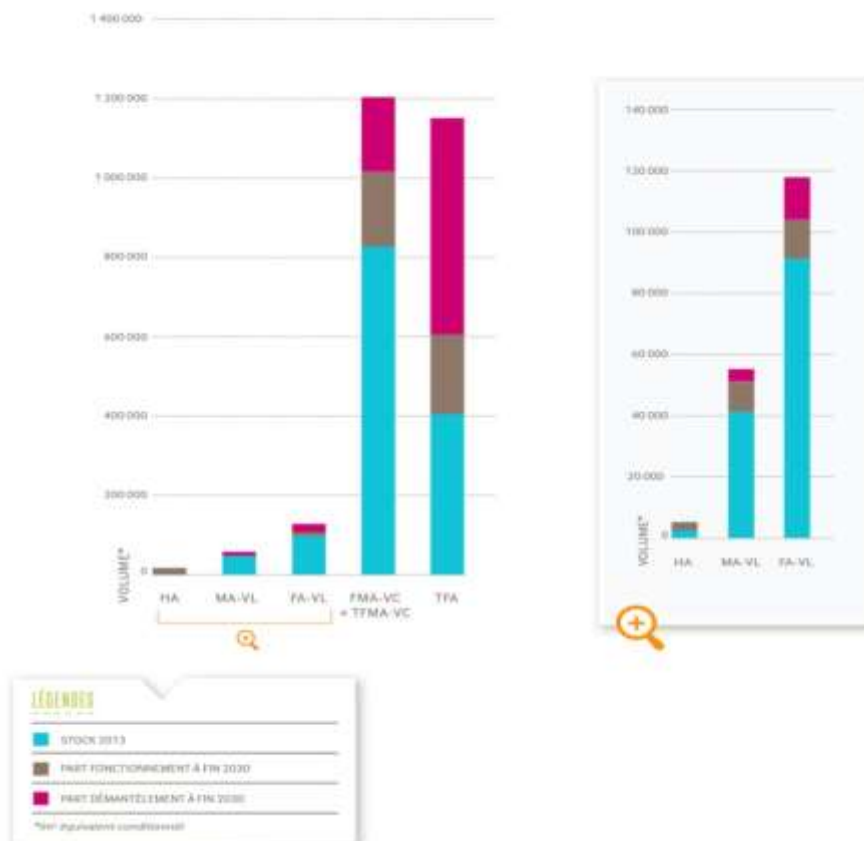 1 400 000
1 200 000
1 000 000
800 000
600 000
400 000
200 000
0
VOLUME*
HA MA-VL FA-VL FMA-VC TFA
+ TFMA-VC
140 000
120 000
100 000
80 000
60 000
40 000
20 000
0
VOLUME*
HA MA-VL FA-VL
LÉGENDES
STOCK 2013
PART FONCTIONNEMENT À FIN 2030
PART DÉMANTÈLEMENT À FIN 2030
*m³ équivalent conditionné